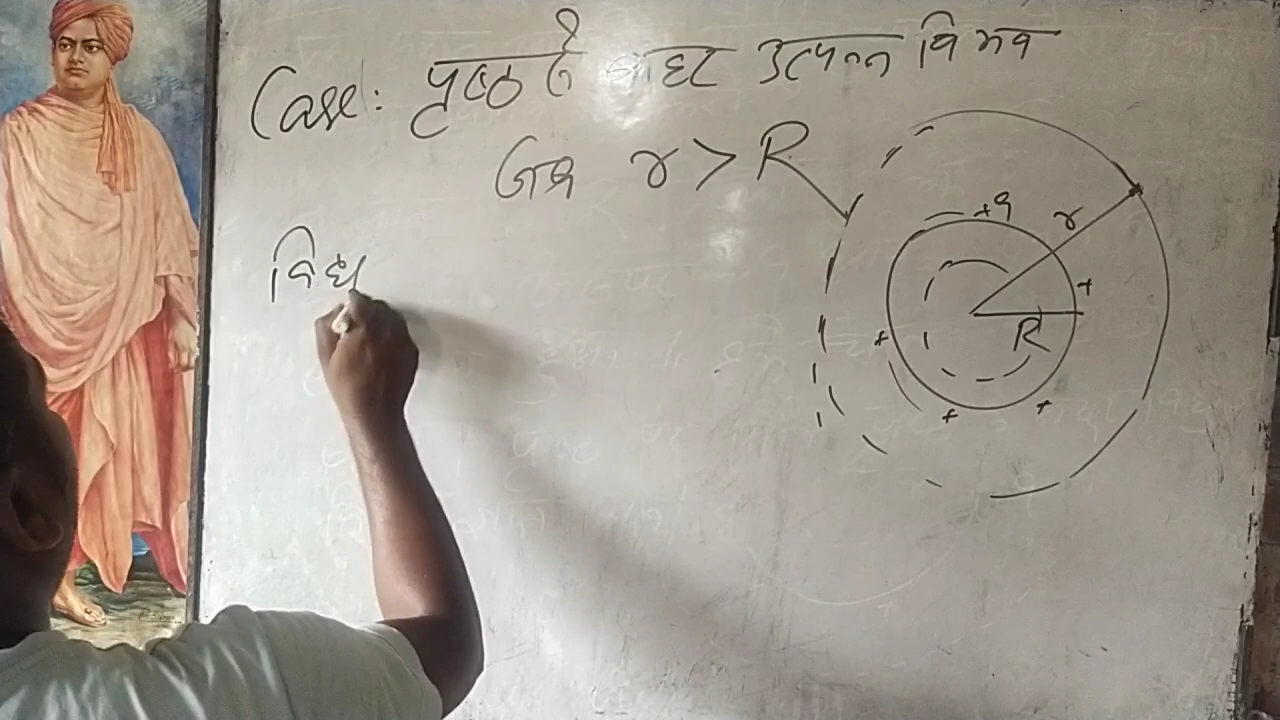 Case: पृष्ठ से बाहर उत्पन्न विभव
जब r > R
+q
r
+
R
+
+
+
विध